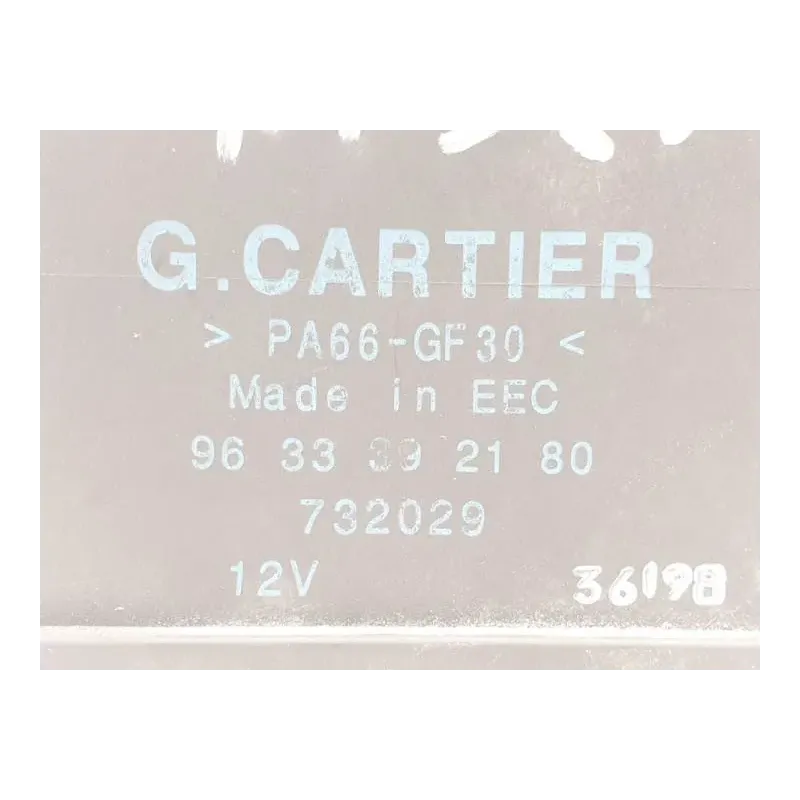 G.CARTIER
> PA66-GF30 <
Made in EEC
96 33 39 21 80
732029
12V 36198